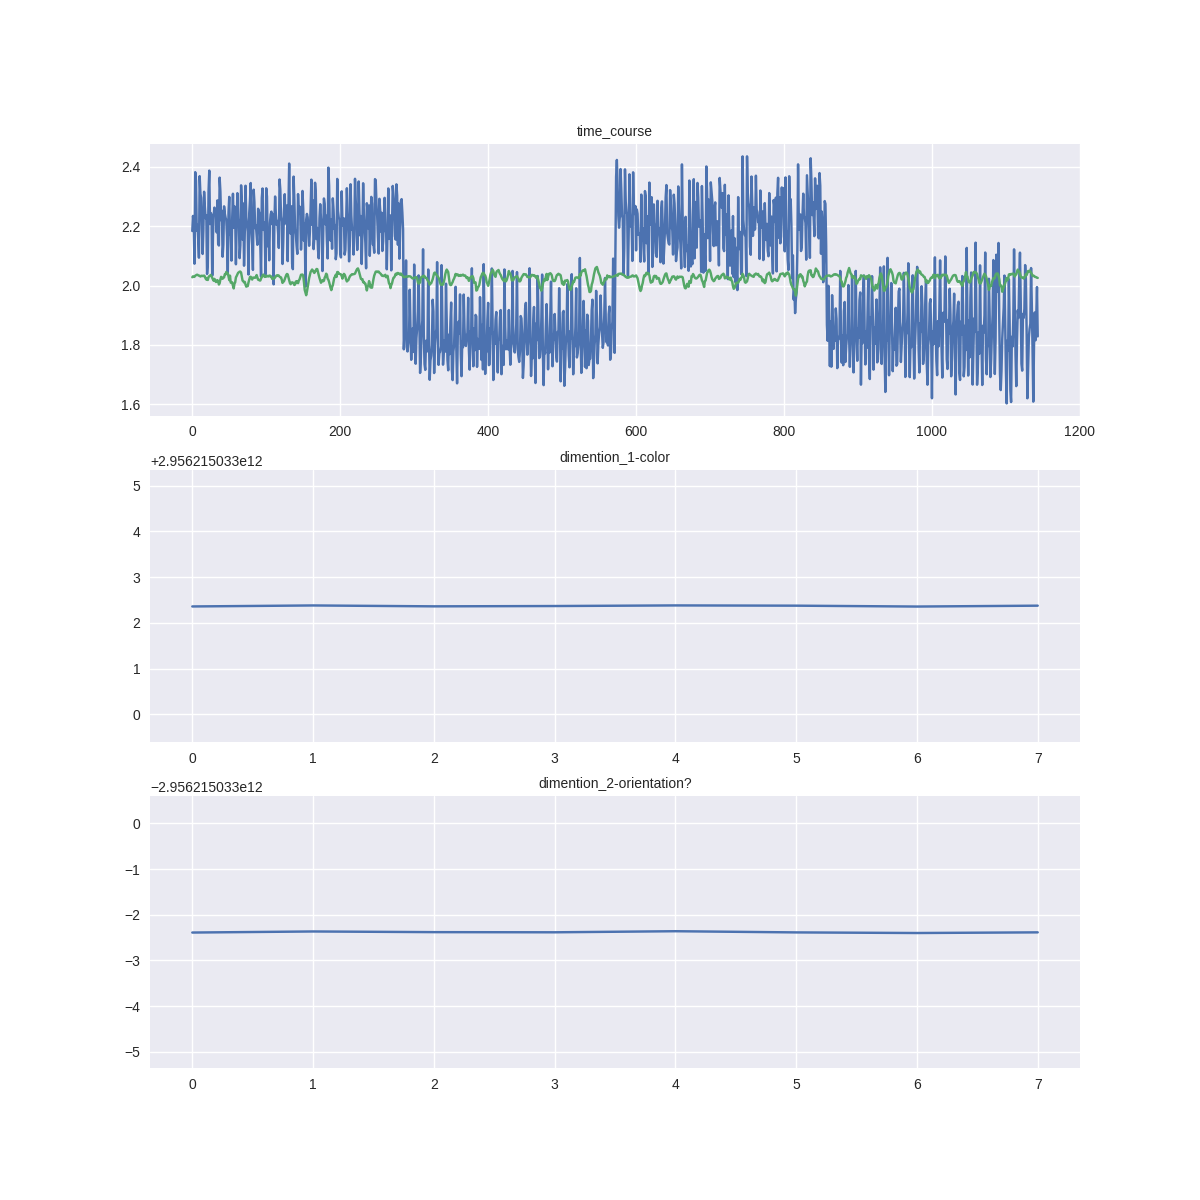 time_course
2.4
2.2
2.0
1.8
1.6
0 200 400 600 800 1000 1200
+2.956215033e12
dimention_1-color
5
4
3
2
1
0
0 1 2 3 4 5 6 7
−2.956215033e12
dimention_2-orientation?
0
−1
−2
−3
−4
−5
0 1 2 3 4 5 6 7